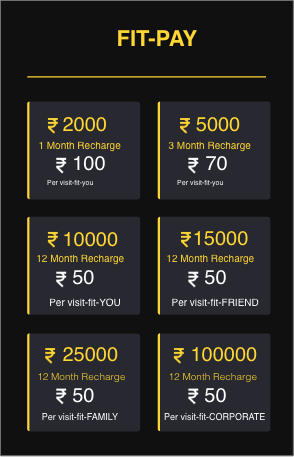 FIT-PAY
₹ 2000
1 Month Recharge
₹ 100
Per visit-fit-you
₹ 5000
3 Month Recharge
₹ 70
Per visit-fit-you
₹ 10000
12 Month Recharge
₹ 50
Per visit-fit-YOU
₹ 15000
12 Month Recharge
₹ 50
Per visit-fit-FRIEND
₹ 25000
12 Month Recharge
₹ 50
Per visit-fit-FAMILY
₹ 100000
12 Month Recharge
₹ 50
Per visit-fit-CORPORATE